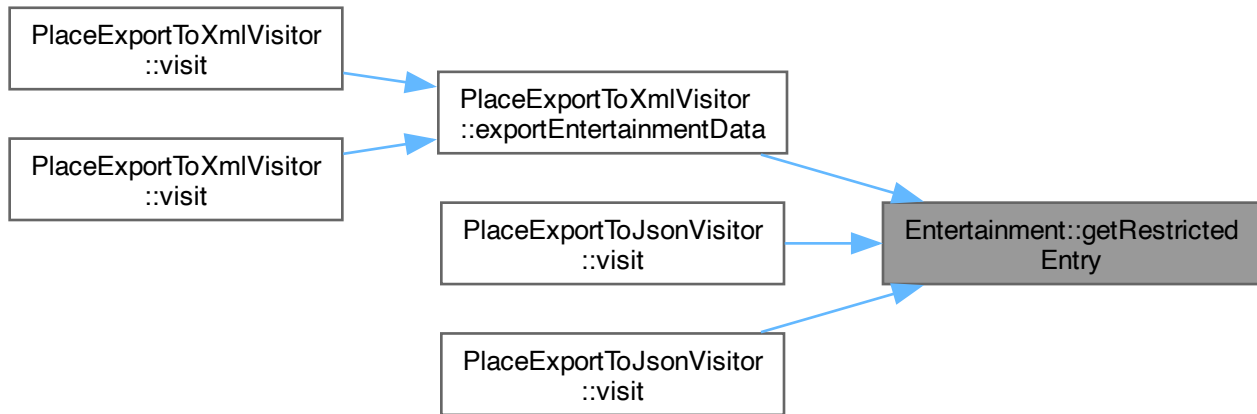 PlaceExportToXmlVisitor
::visit
PlaceExportToXmlVisitor
::visit
PlaceExportToXmlVisitor
::exportEntertainmentData
PlaceExportToJsonVisitor
::visit
PlaceExportToJsonVisitor
::visit
Entertainment::getRestricted
Entry